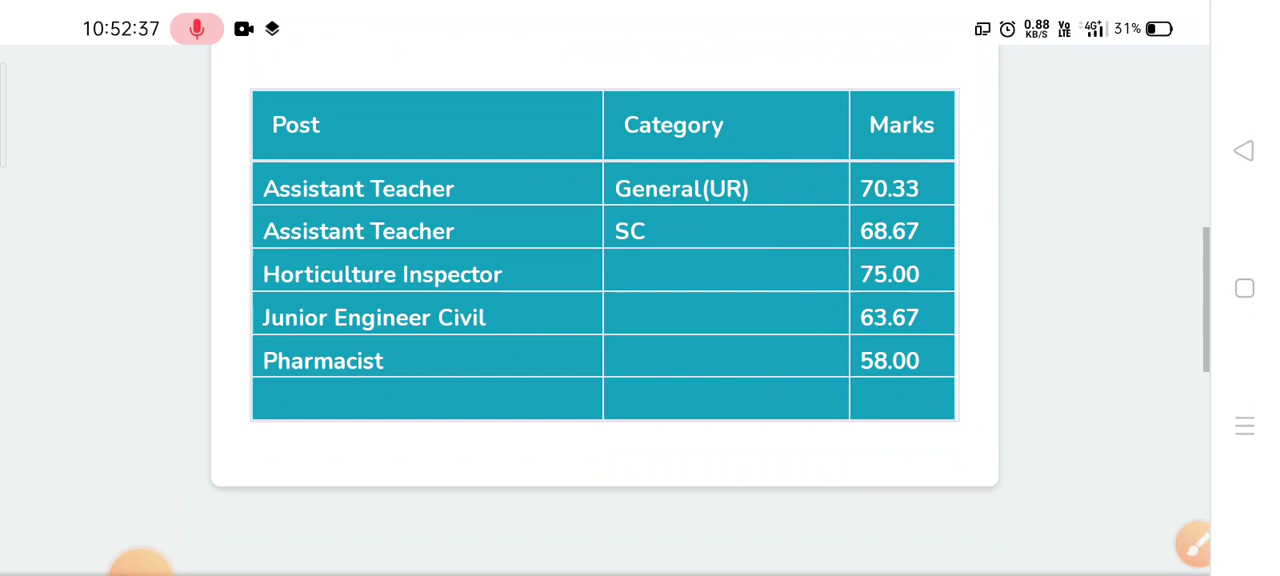 10:52:37 0.88 KB/S Vo LTE 4G+ 31%
Post Category Marks
Assistant Teacher General(UR) 70.33
Assistant Teacher SC 68.67
Horticulture Inspector 75.00
Junior Engineer Civil 63.67
Pharmacist 58.00